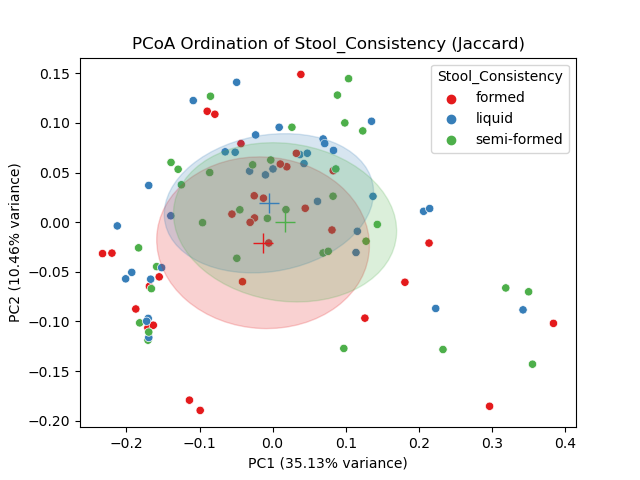 PCoA Ordination of Stool_Consistency (Jaccard)
Stool_Consistency
formed
liquid
semi-formed
0.15
0.10
0.05
0.00
−0.05
−0.10
−0.15
−0.20
PC2 (10.46% variance)
−0.2 −0.1 0.0 0.1 0.2 0.3 0.4
PC1 (35.13% variance)